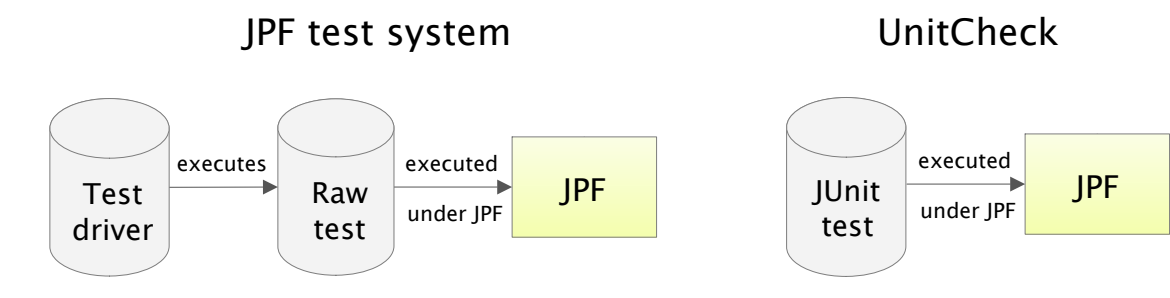 JPF test system
UnitCheck
Test
driver
executes
Raw
test
executed
under JPF
JPF
JUnit
test
executed
under JPF
JPF